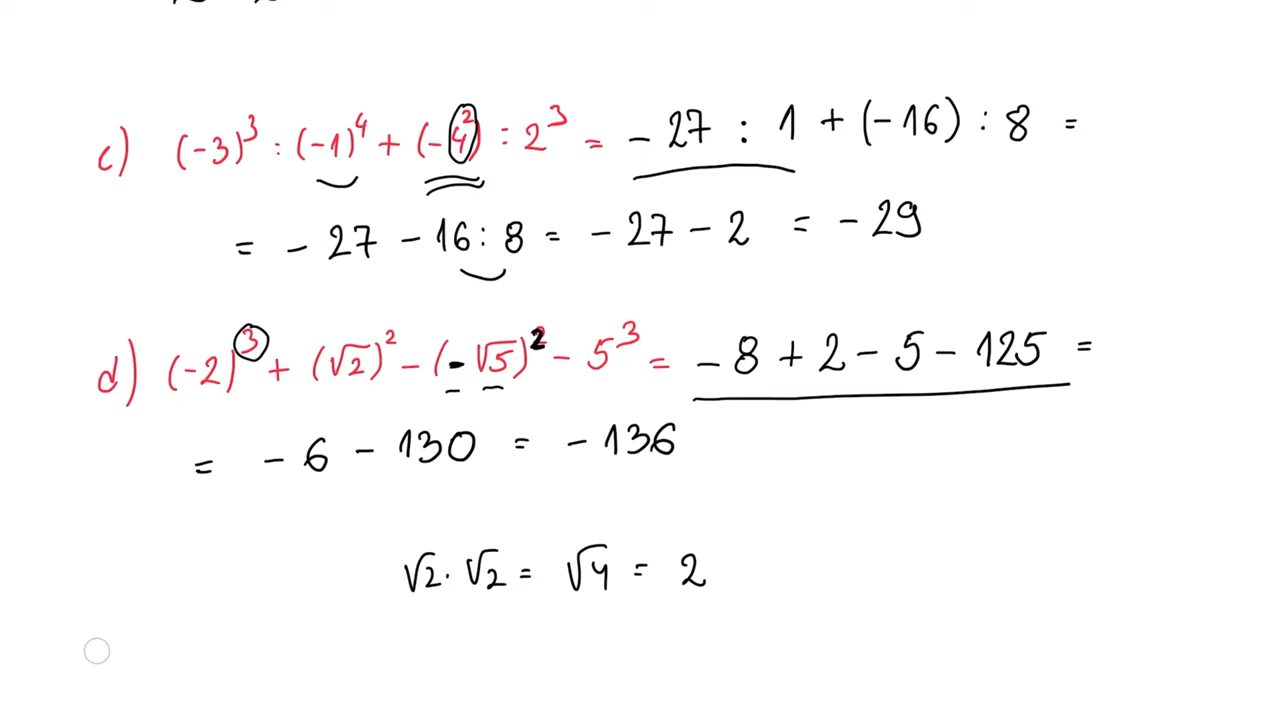 c) (-3)³ : (-1)⁴ + (-4²) : 2³ = -27 : 1 + (-16) : 8 =
= -27 - 16 : 8 = -27 - 2 = -29
d) (-2)³ + (√2)² - (-√5)² - 5³ = -8 + 2 - 5 - 125 =
= -6 - 130 = -136
√2 · √2 = √4 = 2